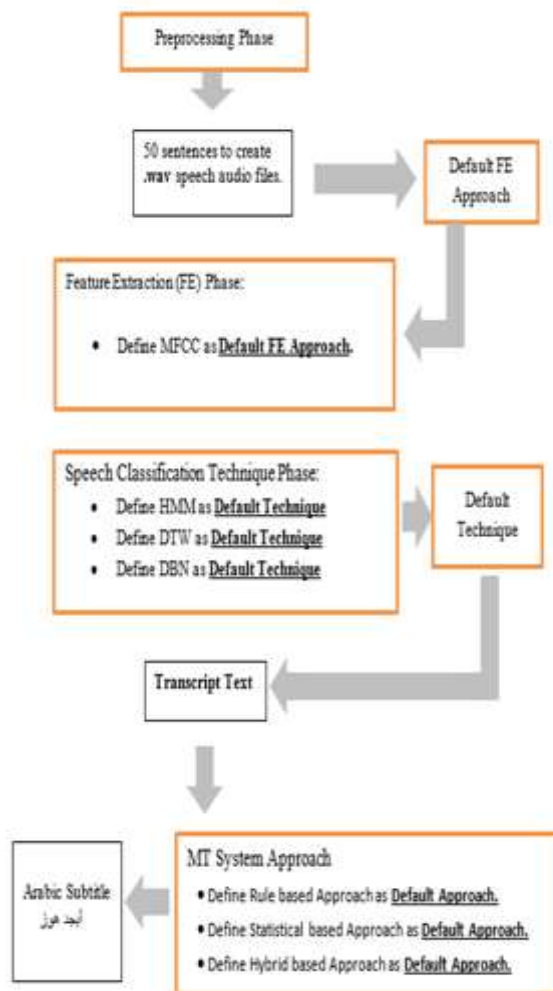 Preprocessing Phase
50 sentences to create
.wav speech audio files.
Default FE
Approach
Feature Extraction (FE) Phase:
• Define MFCC as Default FE Approach.
Speech Classification Technique Phase:
• Define HMM as Default Technique
• Define DTW as Default Technique
• Define DBN as Default Technique
Default
Technique
Transcript Text
MT System Approach
• Define Rule based Approach as Default Approach.
• Define Statistical based Approach as Default Approach.
• Define Hybrid based Approach as Default Approach.
Arabic Subtitle
أبجد هوز